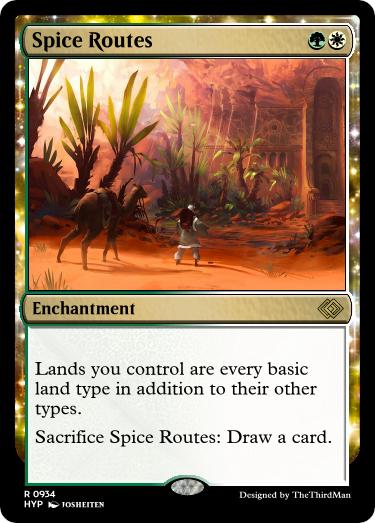 Spice Routes
Enchantment
Lands you control are every basic
land type in addition to their other
types.
Sacrifice Spice Routes: Draw a card.
R 0934
HYP JOSHEITEN
Designed by TheThirdMan